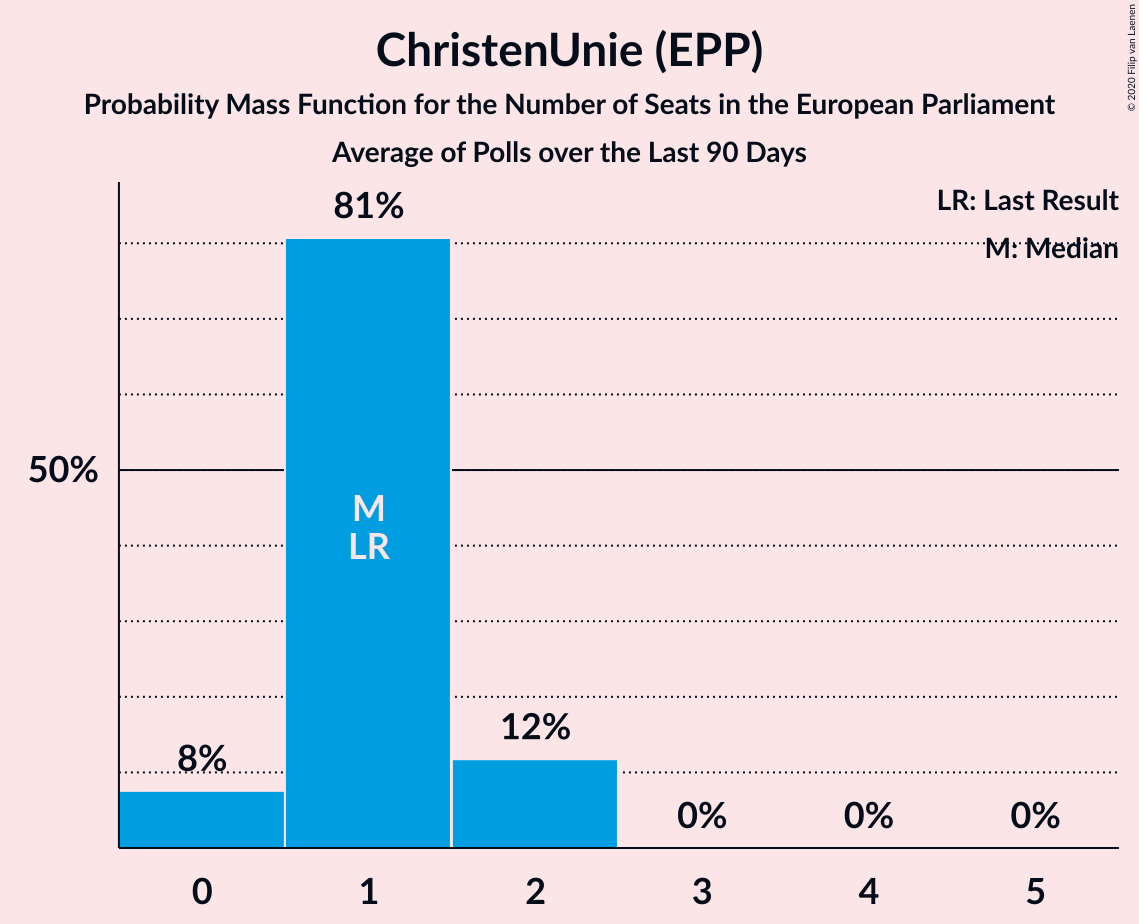 ChristenUnie (EPP)
Probability Mass Function for the Number of Seats in the European Parliament
Average of Polls over the Last 90 Days
© 2020 Filip van Laenen
LR: Last Result
M: Median
81%
50%
M
LR
12%
8%
0%
0%
0%
0
1
2
3
4
5